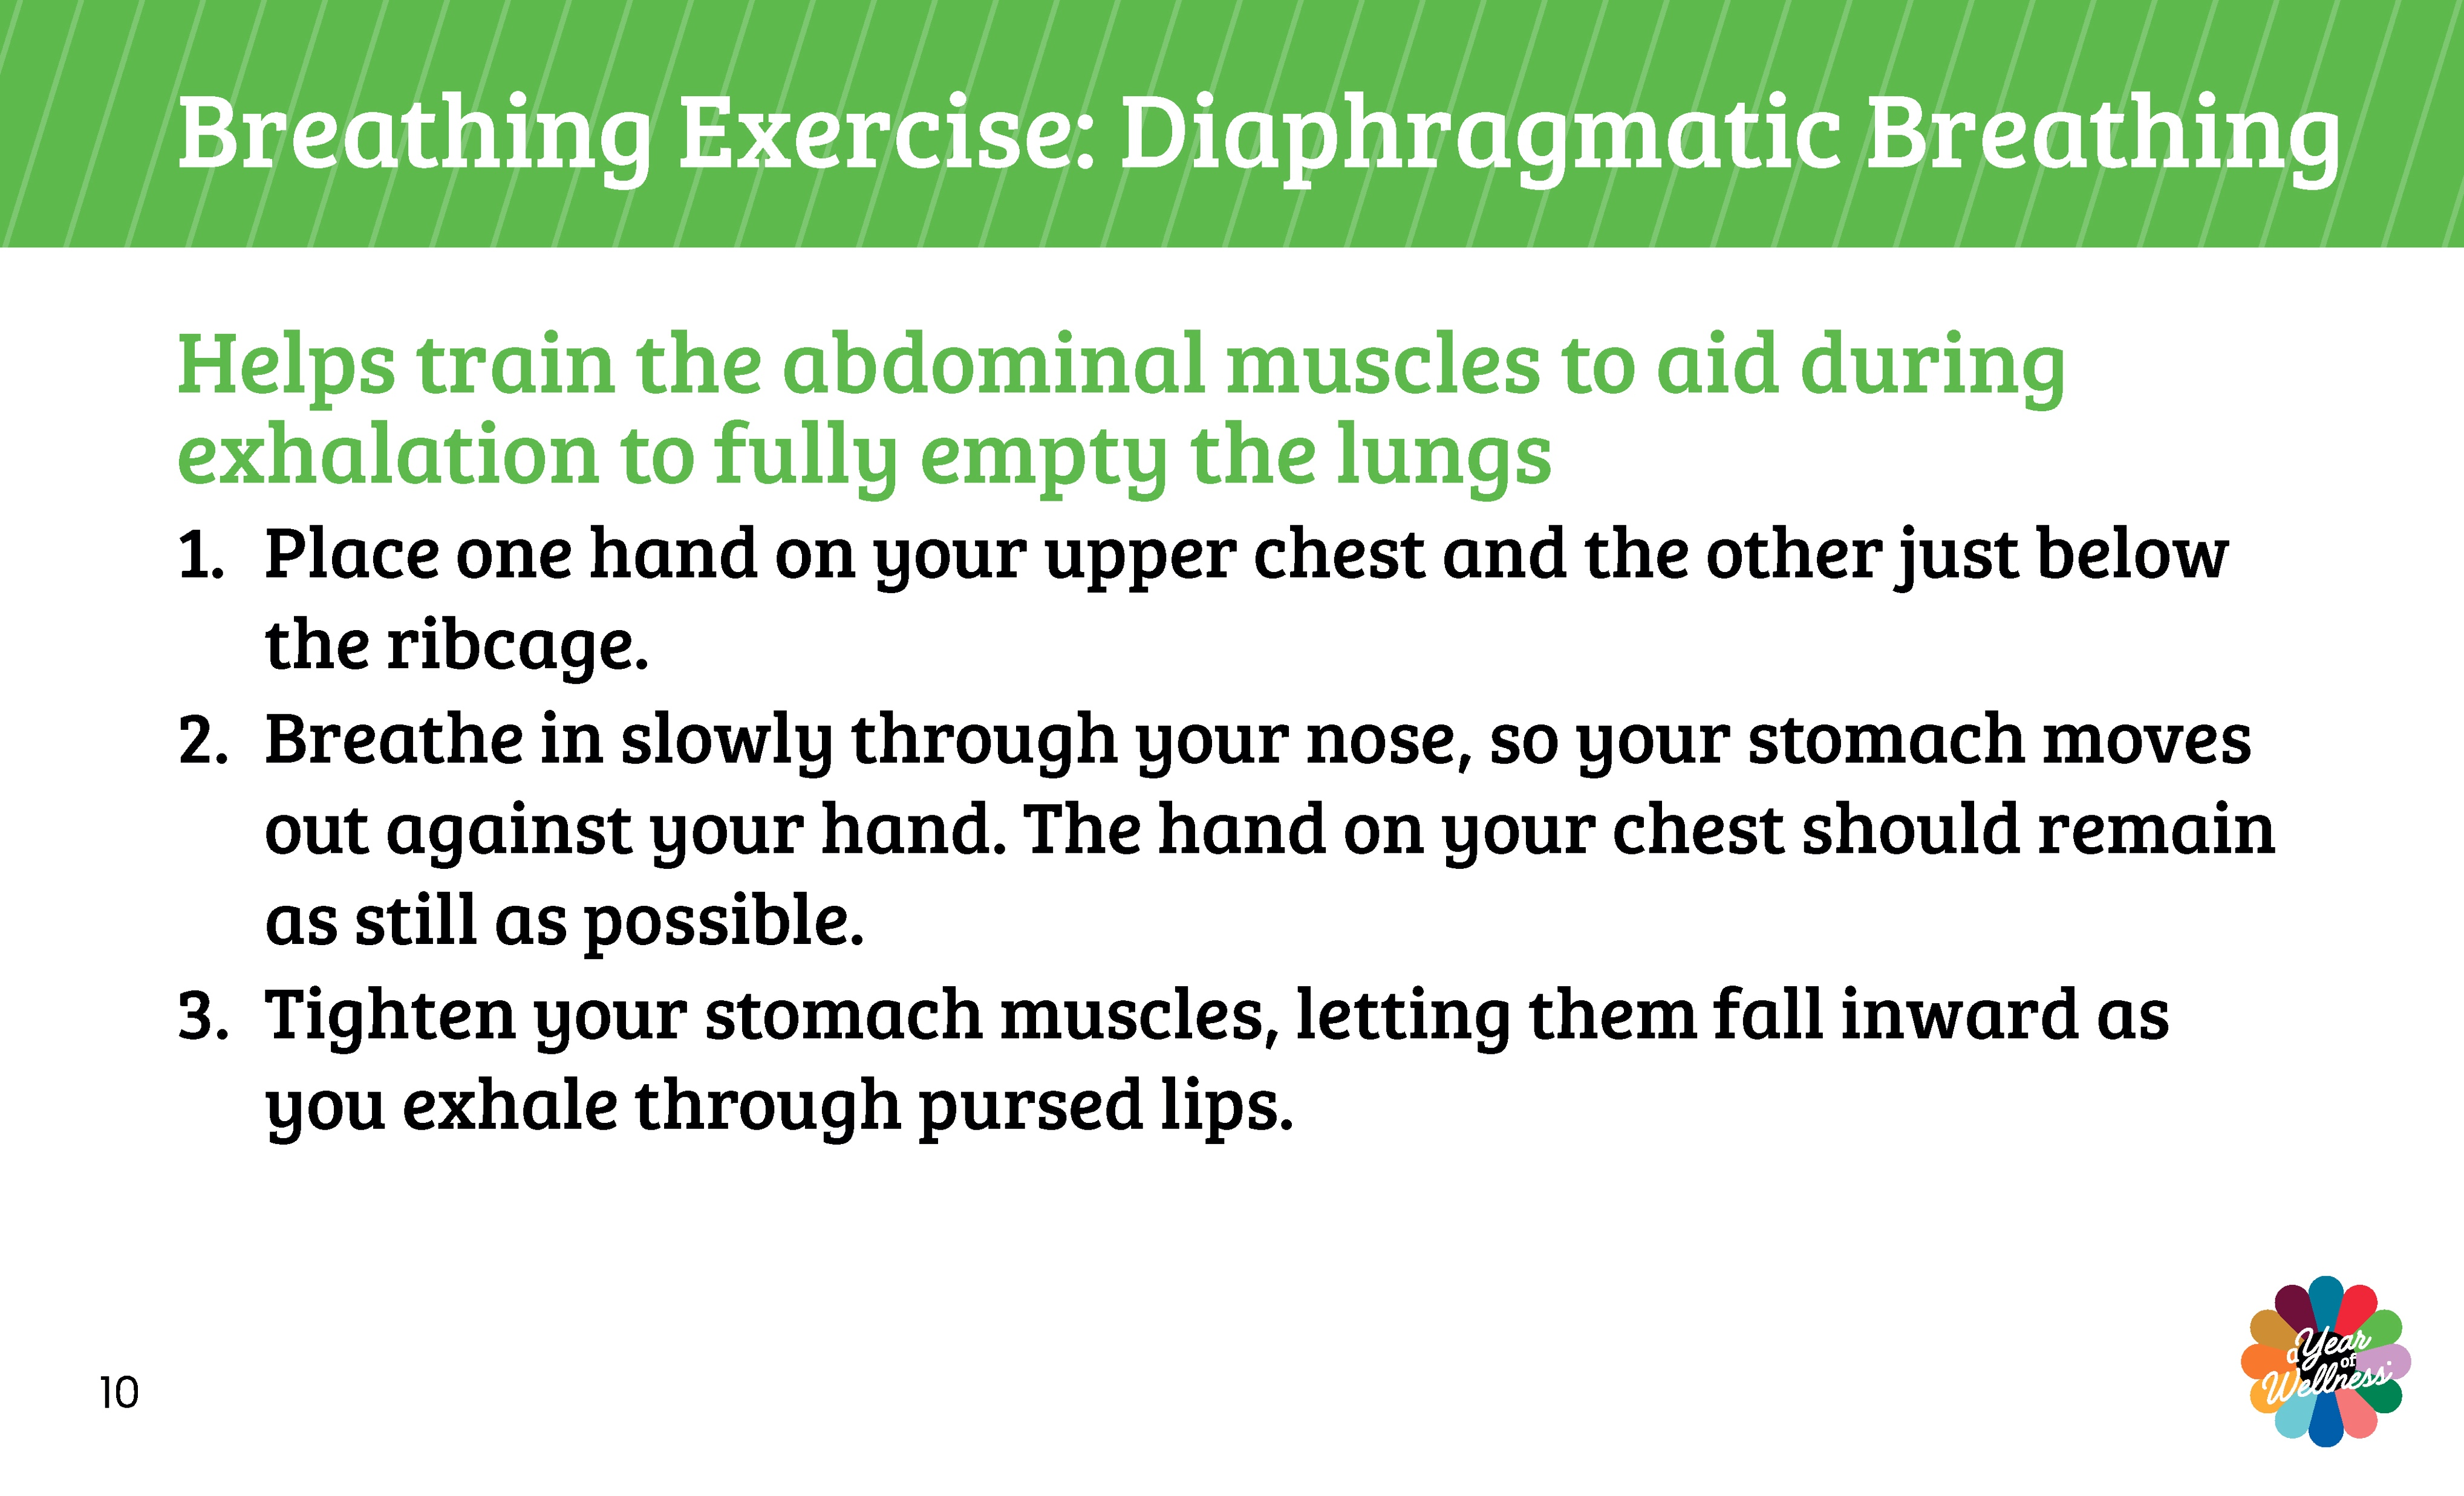 Breathing Exercise: Diaphragmatic Breathing
Helps train the abdominal muscles to aid during
exhalation to fully empty the lungs
1. Place one hand on your upper chest and the other just below
the ribcage.
2. Breathe in slowly through your nose, so your stomach moves
out against your hand. The hand on your chest should remain
as still as possible.
3. Tighten your stomach muscles, letting them fall inward as
you exhale through pursed lips.
10
a Year
of
Wellness